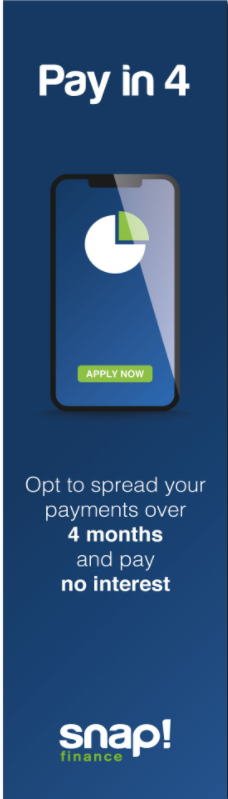 Pay in 4
APPLY NOW
Opt to spread your
payments over
4 months
and pay
no interest
snap!
finance